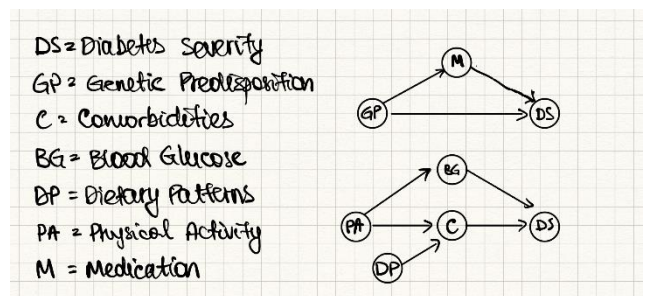 DS = Diabetes Severity
GP = Genetic Predisposition
C = Comorbidities
BG = Blood Glucose
DP = Dietary Patterns
PA = Physical Activity
M = Medication
M
GP
DS
BG
PA
C
DS
DP